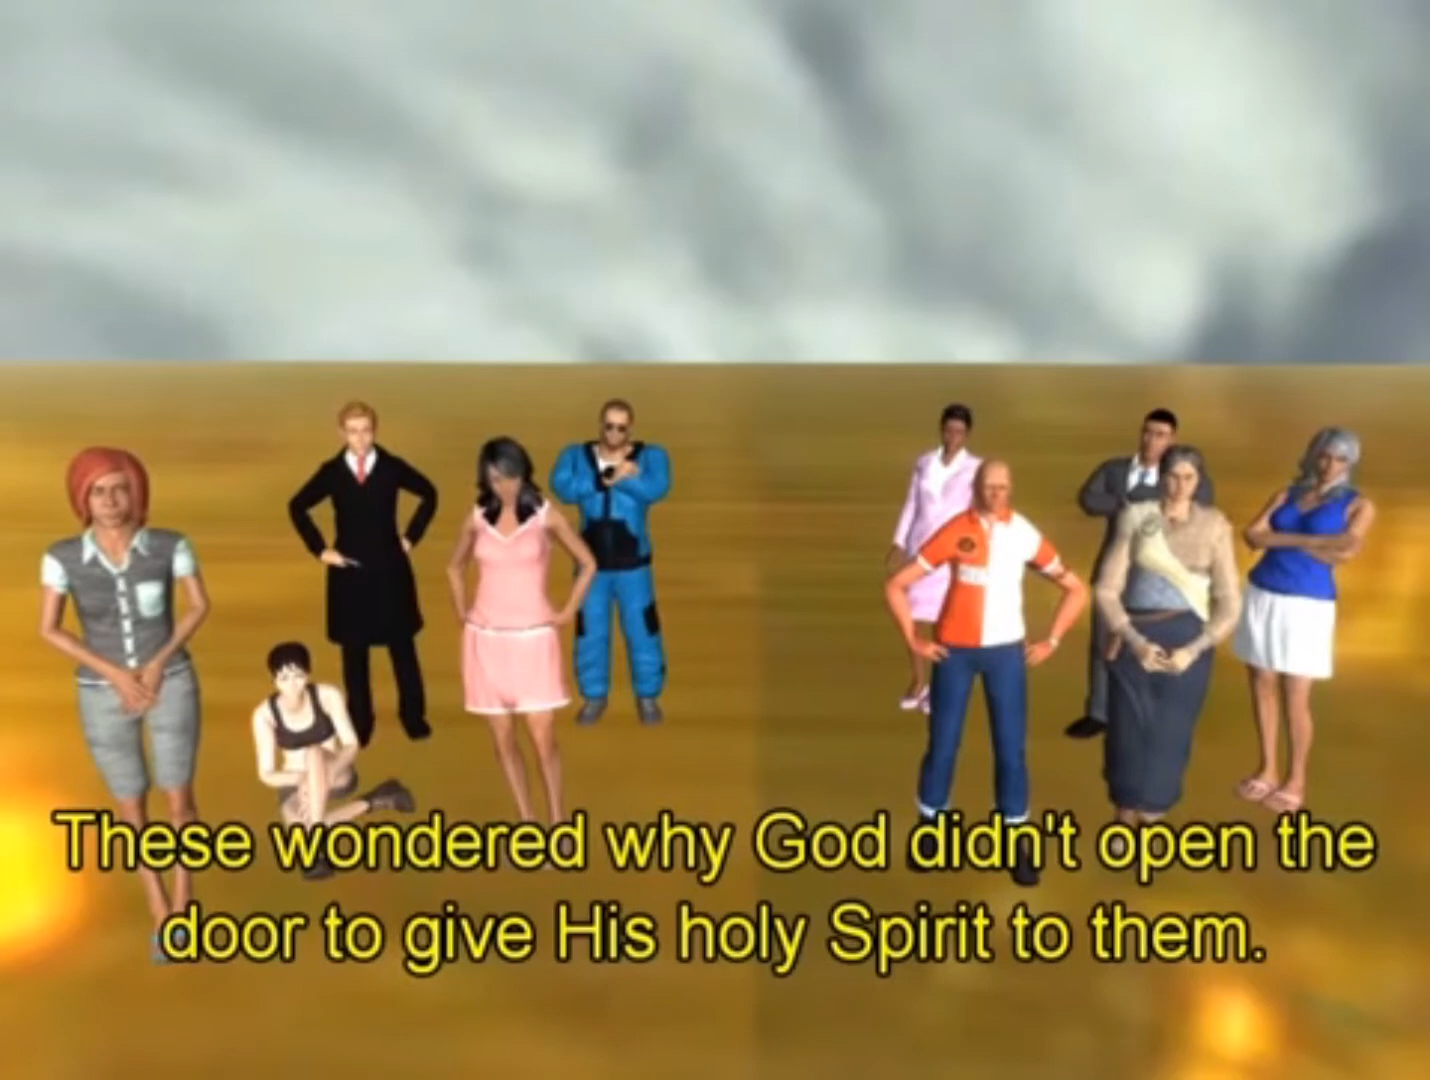 These wondered why God didn't open the
door to give His holy Spirit to them.